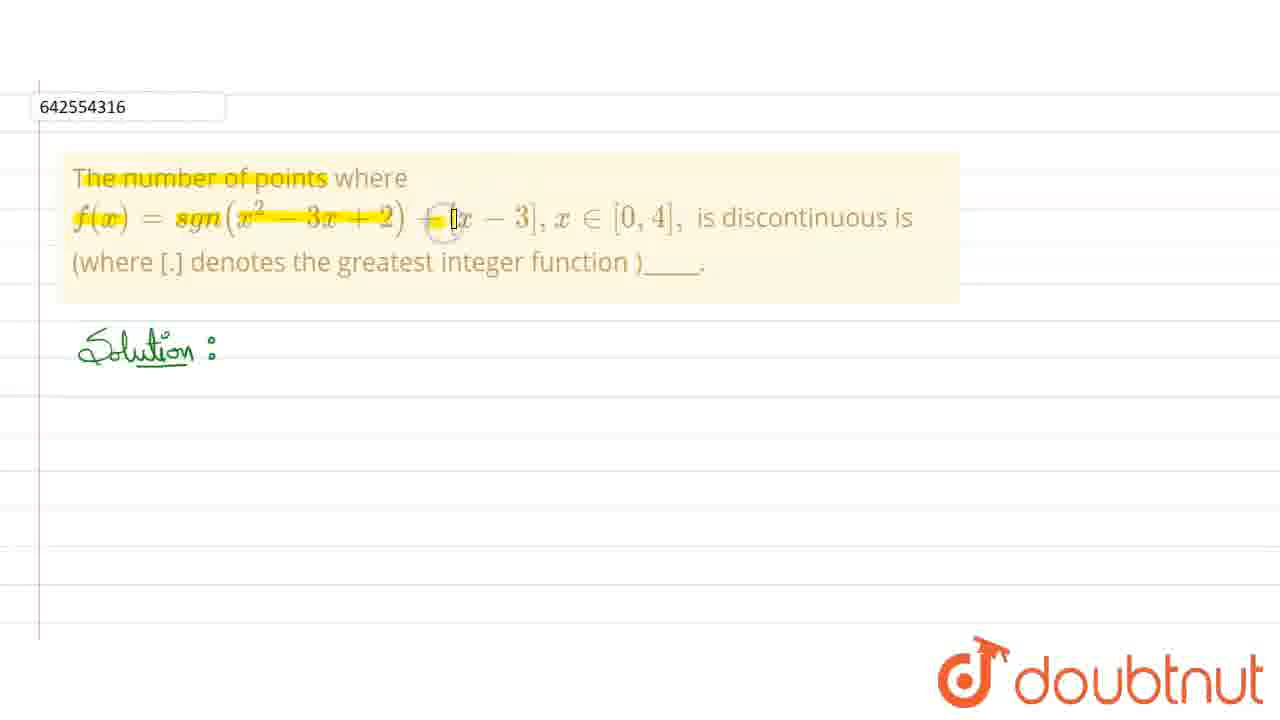 642554316
The number of points where
f(x) = sgn(x² − 3x + 2) + [x − 3], x ∈ [0, 4], is discontinuous is
(where [.] denotes the greatest integer function )____.
Solution :
doubtnut